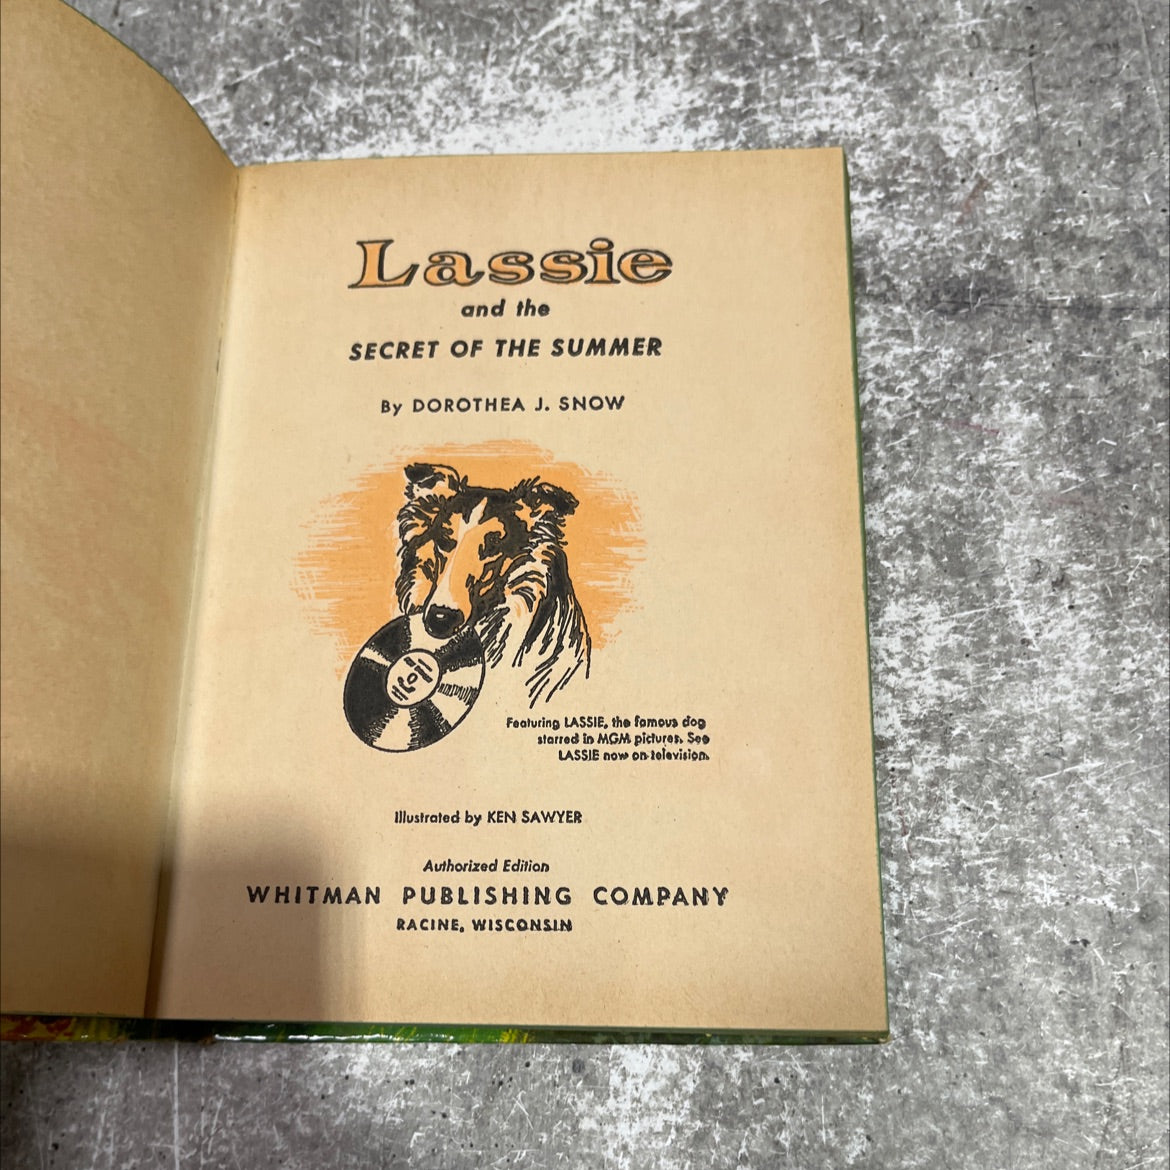 Lassie
and the
SECRET OF THE SUMMER
By DOROTHEA J. SNOW
Featuring LASSIE, the famous dog
starred in MGM pictures. See
LASSIE now on television.
Illustrated by KEN SAWYER
Authorized Edition
WHITMAN PUBLISHING COMPANY
RACINE, WISCONSIN